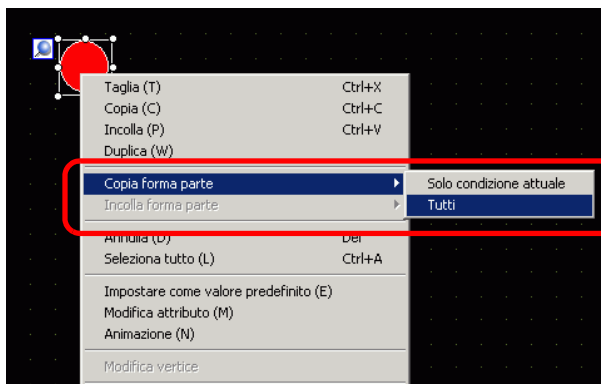 Taglia (T) Ctrl+X
Copia (C) Ctrl+C
Incolla (P) Ctrl+V
Duplica (W)
Copia forma parte Solo condizione attuale
Incolla forma parte Tutti
Annulla (D) Del
Seleziona tutto (L) Ctrl+A
Impostare come valore predefinito (E)
Modifica attributo (M)
Animazione (N)
Modifica vertice